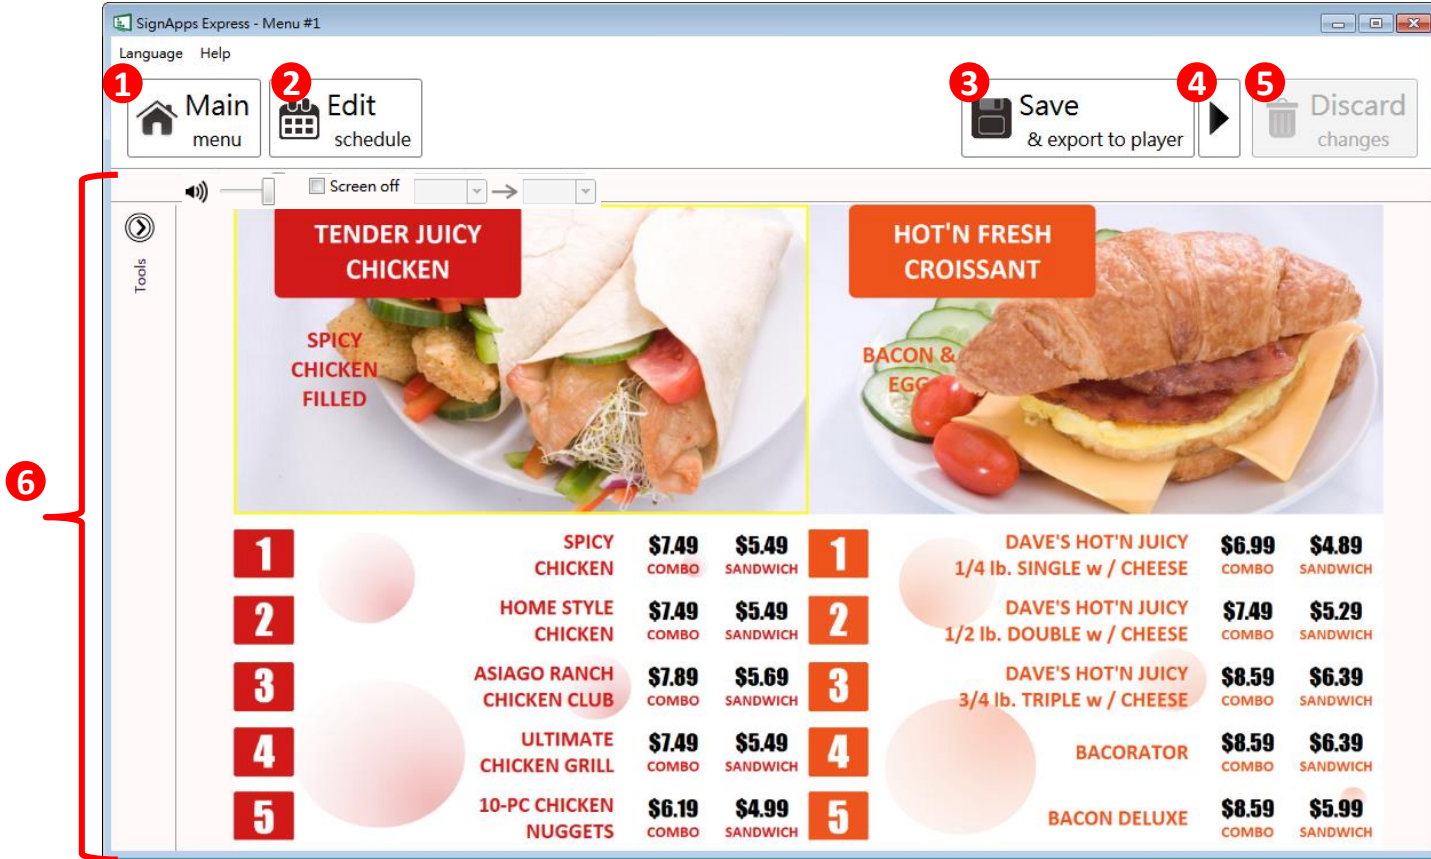 SignApps Express - Menu #1
Language Help
1 2 3 4 5
Main
menu
Edit
schedule
Save
& export to player
Discard
changes
Screen off
Tools
6
TENDER JUICY
CHICKEN
SPICY
CHICKEN
FILLED
HOT'N FRESH
CROISSANT
BACON &
EGG
1 SPICY
CHICKEN
$7.49 $5.49
COMBO SANDWICH
2 HOME STYLE
CHICKEN
$7.49 $5.49
COMBO SANDWICH
3 ASIAGO RANCH
CHICKEN CLUB
$7.89 $5.69
COMBO SANDWICH
4 ULTIMATE
CHICKEN GRILL
$7.49 $5.49
COMBO SANDWICH
5 10-PC CHICKEN
NUGGETS
$6.19 $4.99
COMBO SANDWICH
1 DAVE'S HOT'N JUICY
1/4 lb. SINGLE w / CHEESE
$6.99 $4.89
COMBO SANDWICH
2 DAVE'S HOT'N JUICY
1/2 lb. DOUBLE w / CHEESE
$7.49 $5.29
COMBO SANDWICH
3 DAVE'S HOT'N JUICY
3/4 lb. TRIPLE w / CHEESE
$8.59 $6.39
COMBO SANDWICH
4 BACORATOR
$8.59 $6.39
COMBO SANDWICH
5 BACON DELUXE
$8.59 $5.99
COMBO SANDWICH